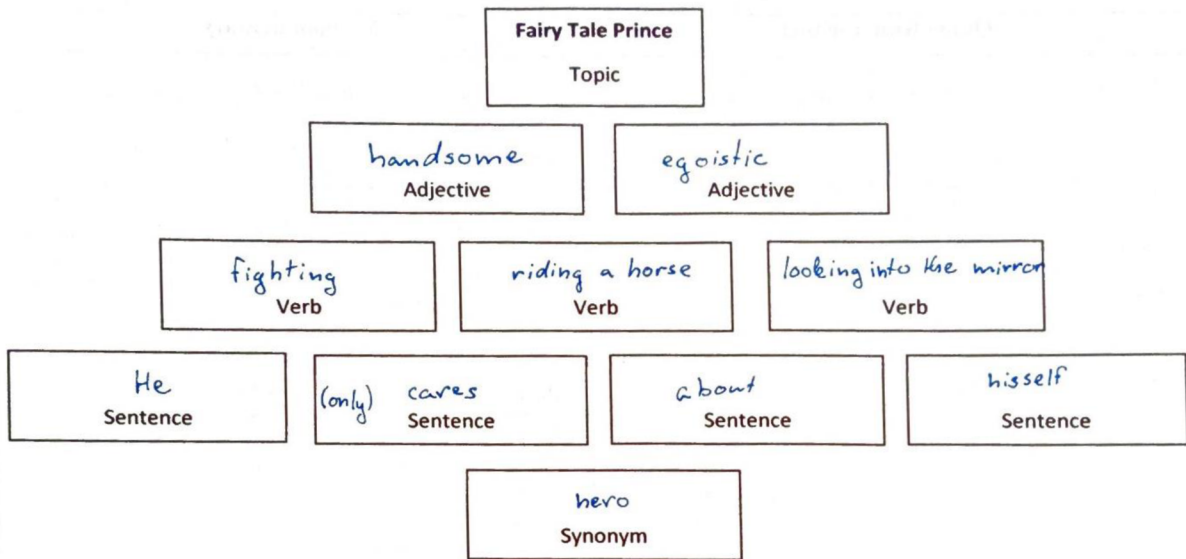 Fairy Tale Prince
Topic
handsome
Adjective
egoistic
Adjective
fighting
Verb
riding a horse
Verb
looking into the mirror
Verb
He
Sentence
(only) cares
Sentence
about
Sentence
hisself
Sentence
hero
Synonym